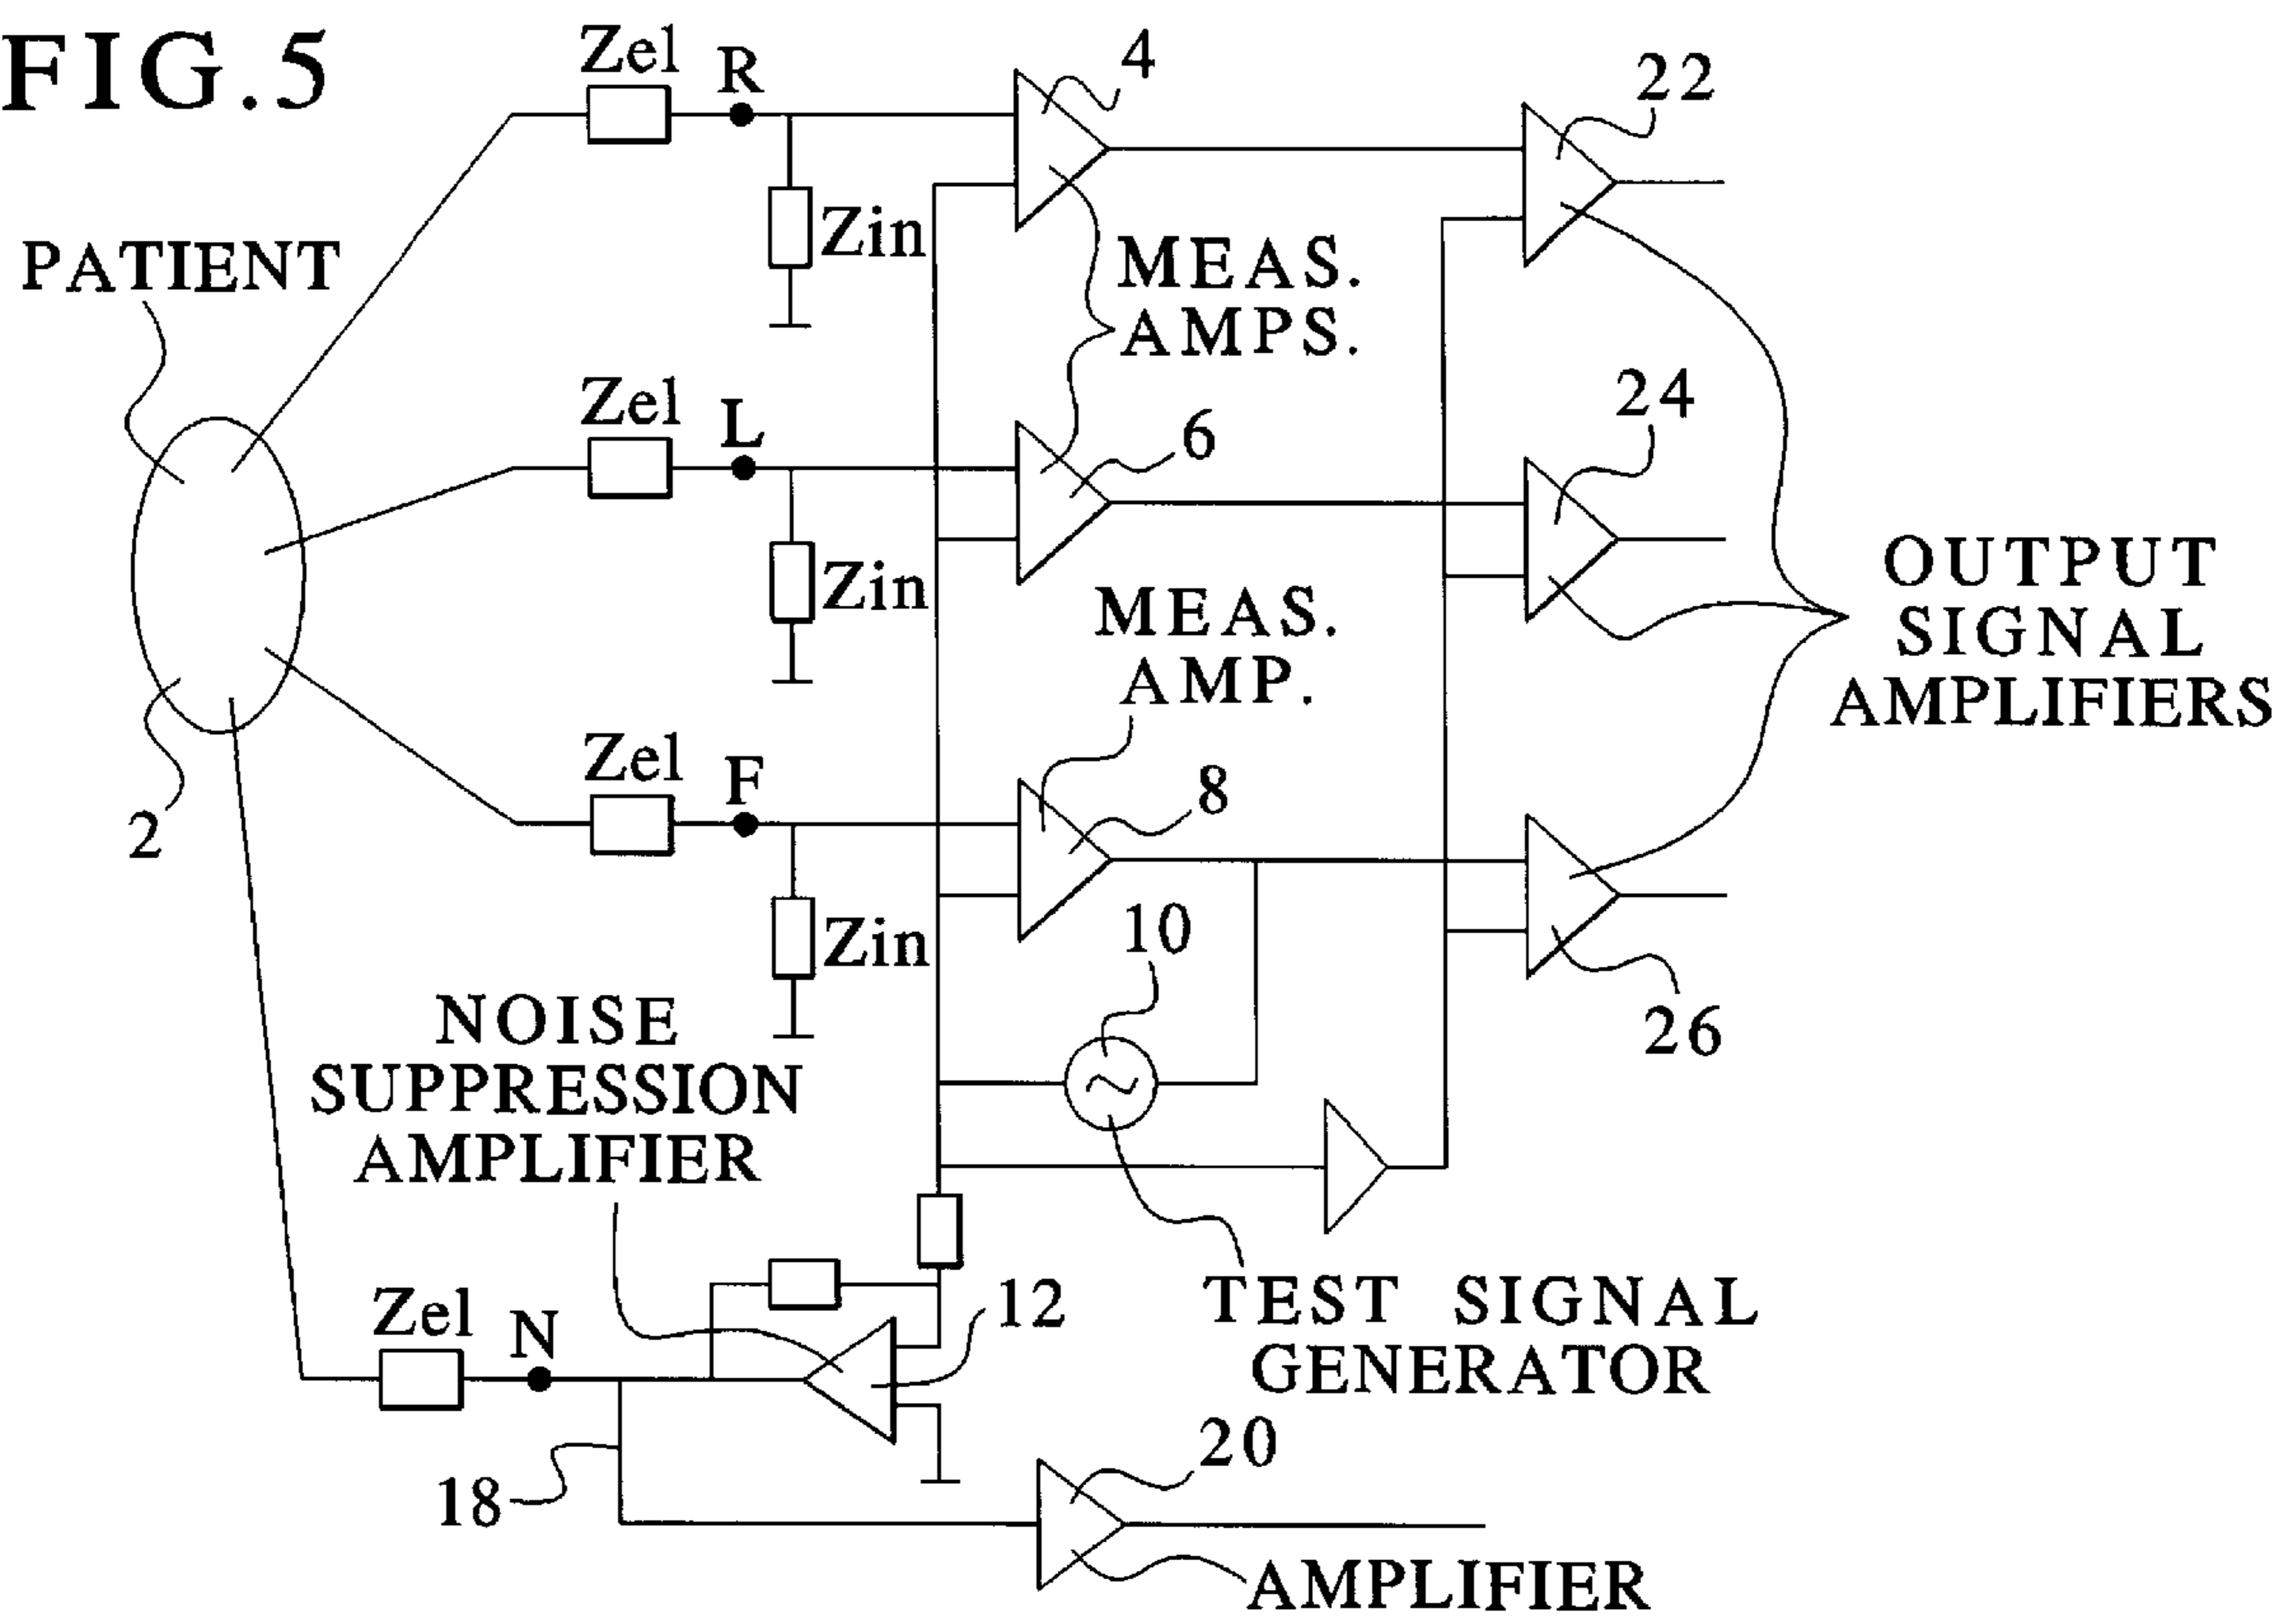 FIG.5
Zel
R
4
22
Zin
PATIENT
MEAS.
AMPS.
Zel
L
6
24
Zin
OUTPUT
SIGNAL
AMPLIFIERS
MEAS.
AMP.
Zel
F
8
2
Zin
10
26
NOISE
SUPPRESSION
AMPLIFIER
Zel
N
12
TEST SIGNAL
GENERATOR
18
20
AMPLIFIER